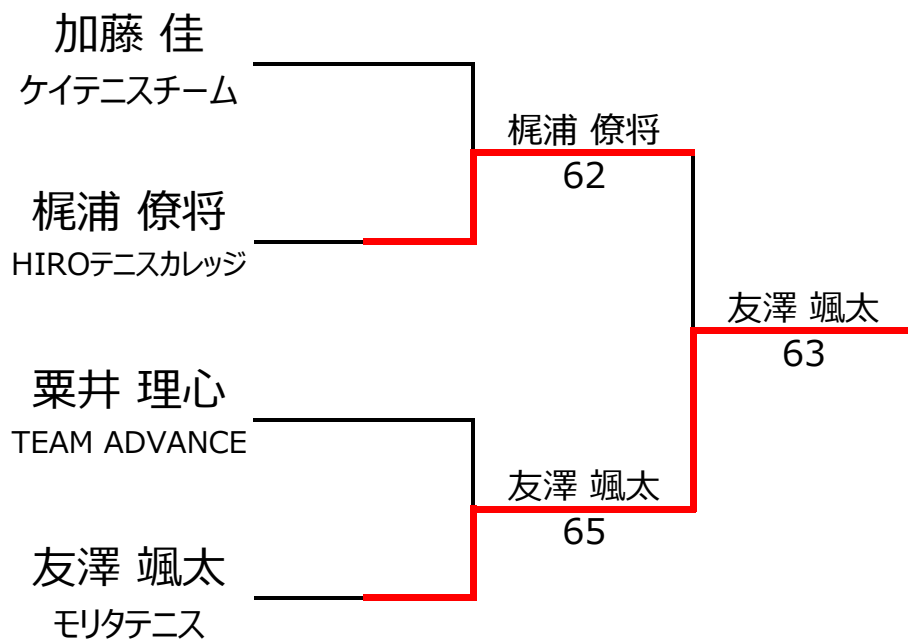 加藤 佳
ケイテニスチーム
梶浦 僚将
62
梶浦 僚将
HIROテニスカレッジ
友澤 颯太
63
粟井 理心
TEAM ADVANCE
友澤 颯太
65
友澤 颯太
モリタテニス